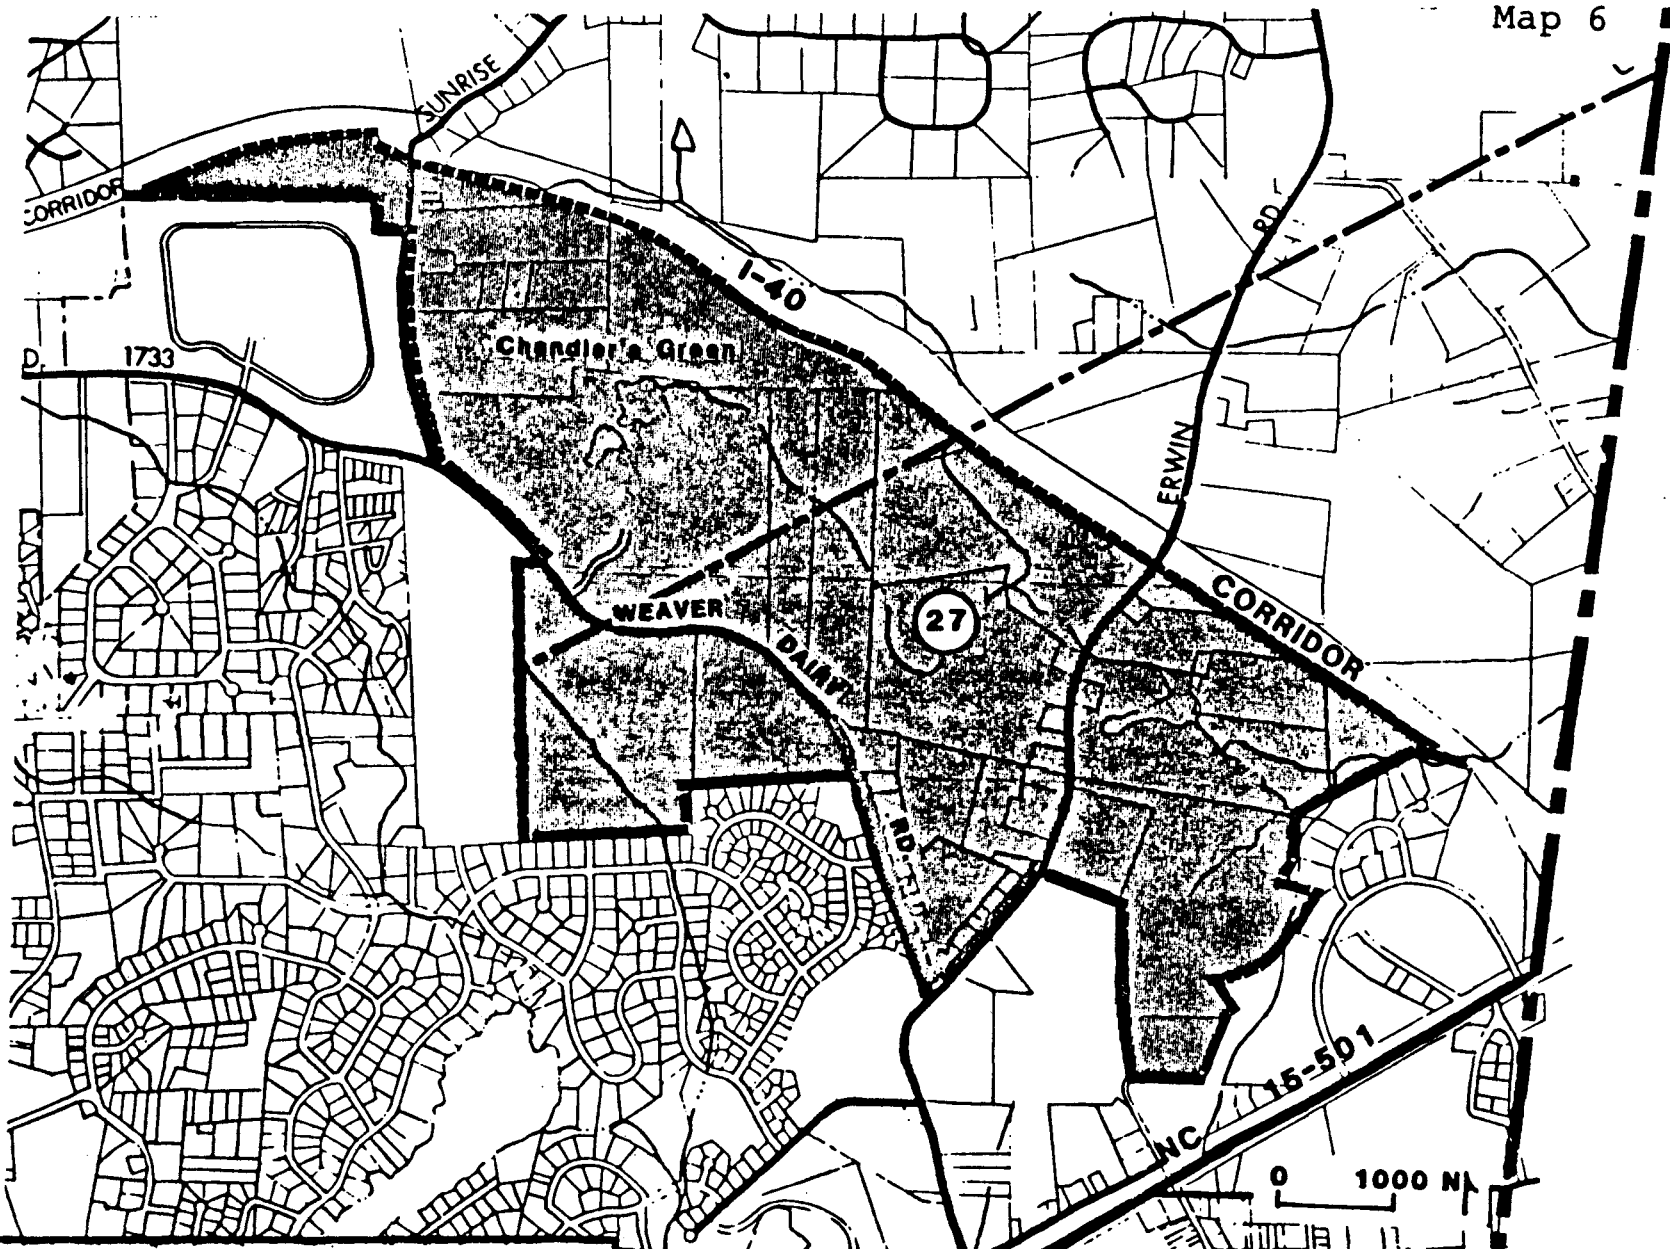 Map 6
SUNRISE
CORRIDOR
RD
I-40
Chandler's Green
D. 1733
ERWIN
CORRIDOR
WEAVER
27
DAIRY
RD.
15-501
NC
0 1000 N